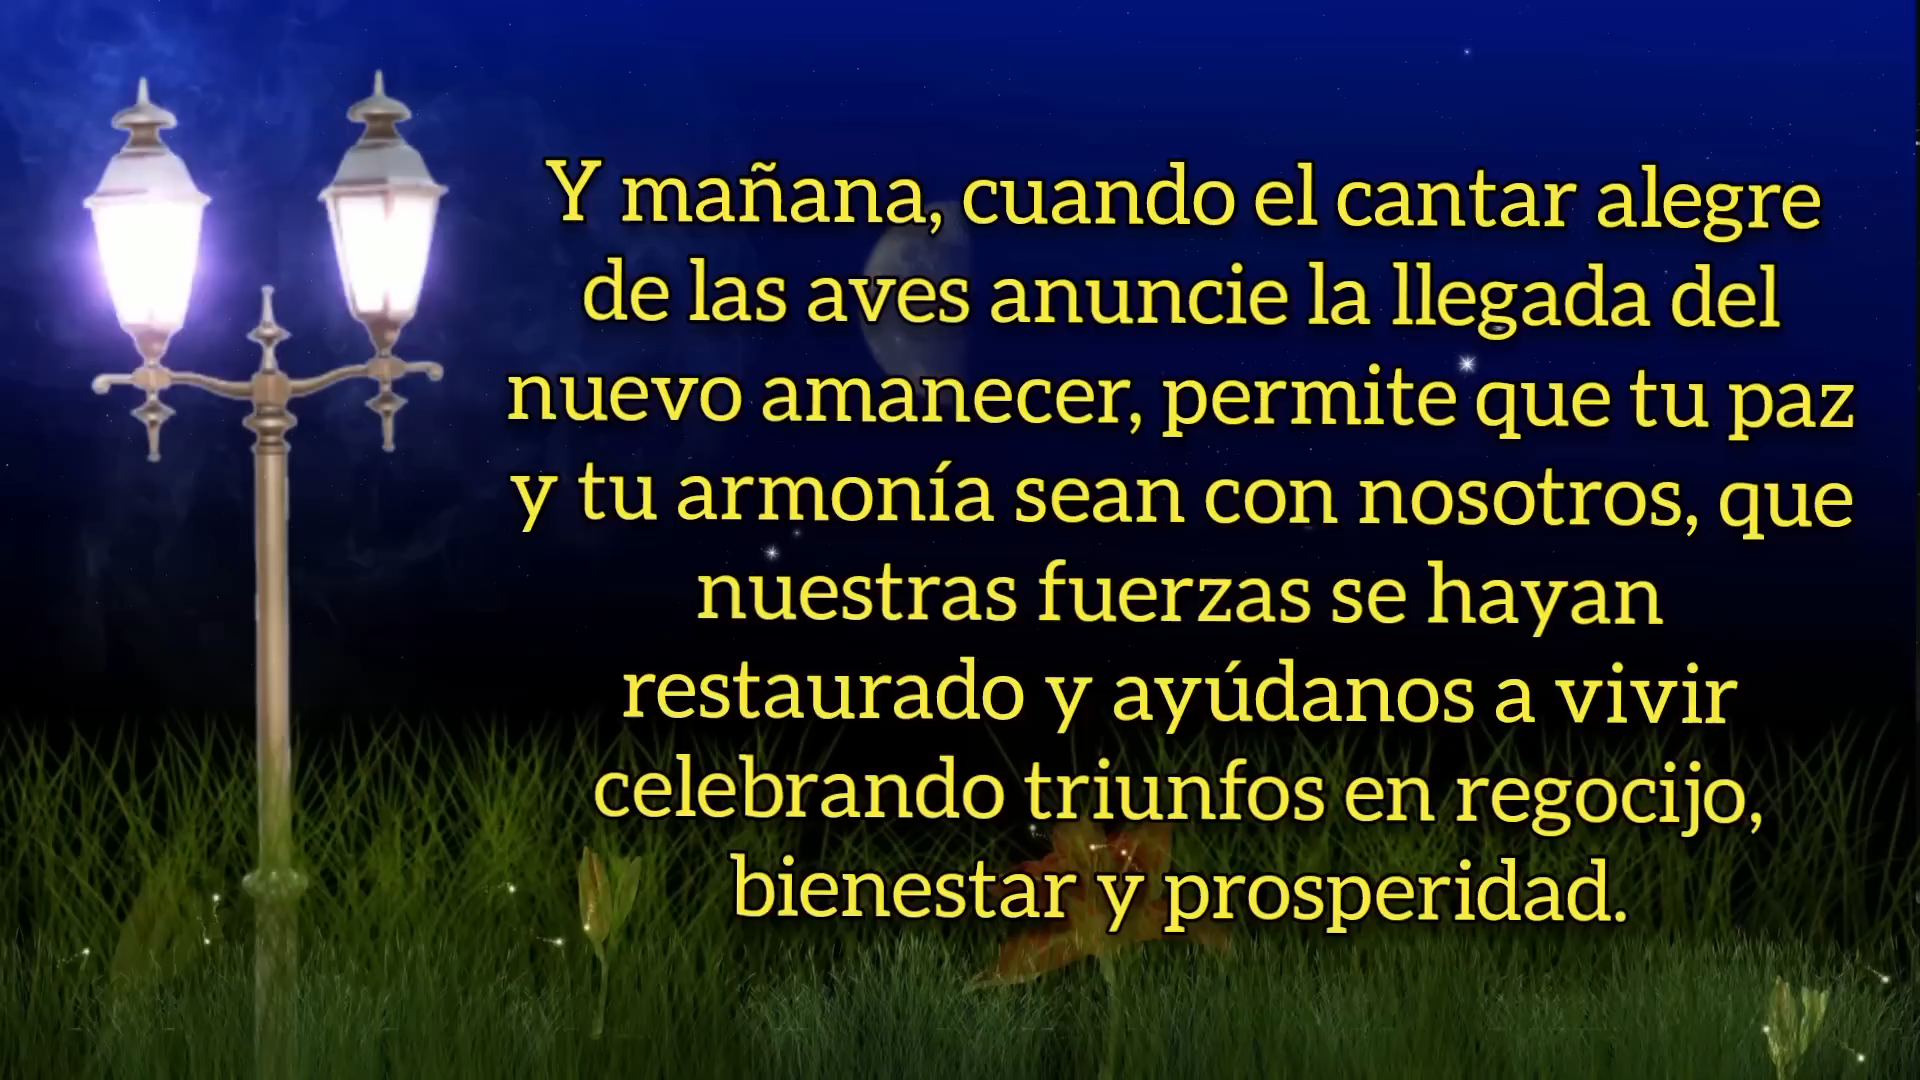 Y mañana, cuando el cantar alegre
de las aves anuncie la llegada del
nuevo amanecer, permite que tu paz
y tu armonía sean con nosotros, que
nuestras fuerzas se hayan
restaurado y ayúdanos a vivir
celebrando triunfos en regocijo,
bienestar y prosperidad.